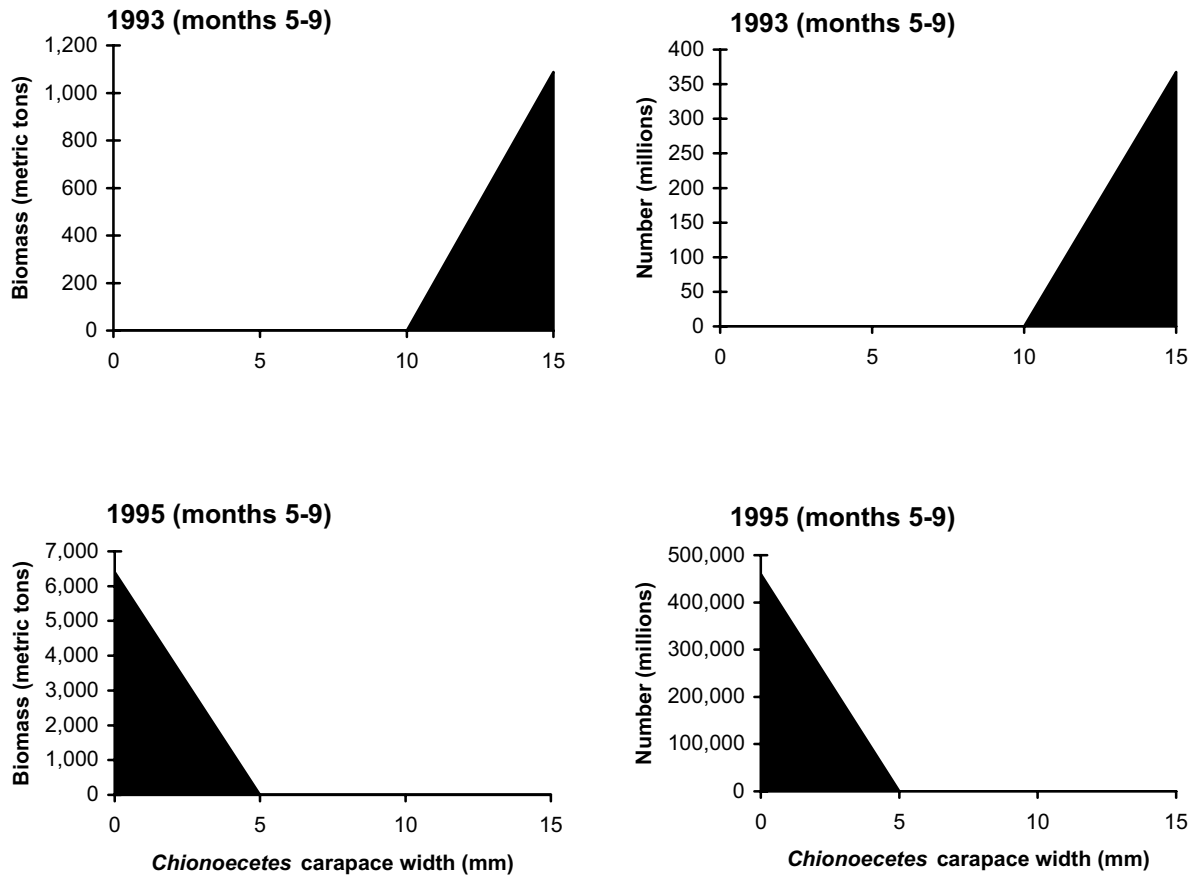 1993 (months 5-9)
Biomass (metric tons)
1,200
1,000
800
600
400
200
0
0 5 10 15
1993 (months 5-9)
Number (millions)
400
350
300
250
200
150
100
50
0
0 5 10 15
1995 (months 5-9)
Biomass (metric tons)
7,000
6,000
5,000
4,000
3,000
2,000
1,000
0
0 5 10 15
Chionoecetes carapace width (mm)
1995 (months 5-9)
Number (millions)
500,000
400,000
300,000
200,000
100,000
0
0 5 10 15
Chionoecetes carapace width (mm)